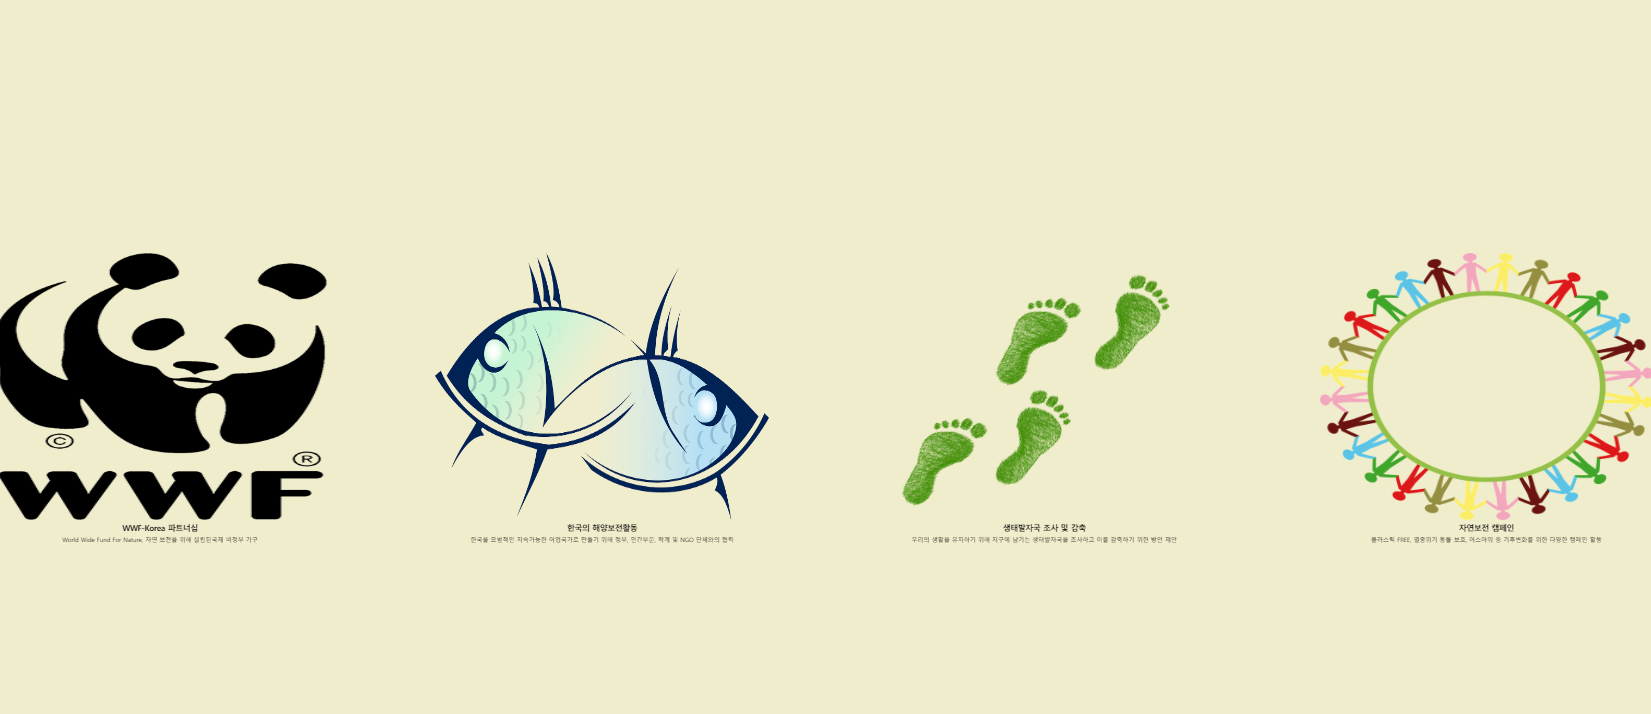 ©
®
WWF
WWF-Korea 파트너십
World Wide Fund For Nature, 자연 보전을 위해 설립된국제 비정부 기구
한국의 해양보전활동
한국을 모범적인 지속가능한 어업국가로 만들기 위해 정부, 민간부문, 학계 및 NGO 단체와의 협력
생태발자국 조사 및 감축
우리의 생활을 유지하기 위해 지구에 남기는 생태발자국을 조사하고 이를 감축하기 위한 방안 제안
자연보전 캠페인
플라스틱 FREE, 멸종위기 동물 보호, 어스아워 등 기후변화를 위한 다양한 캠페인 활동